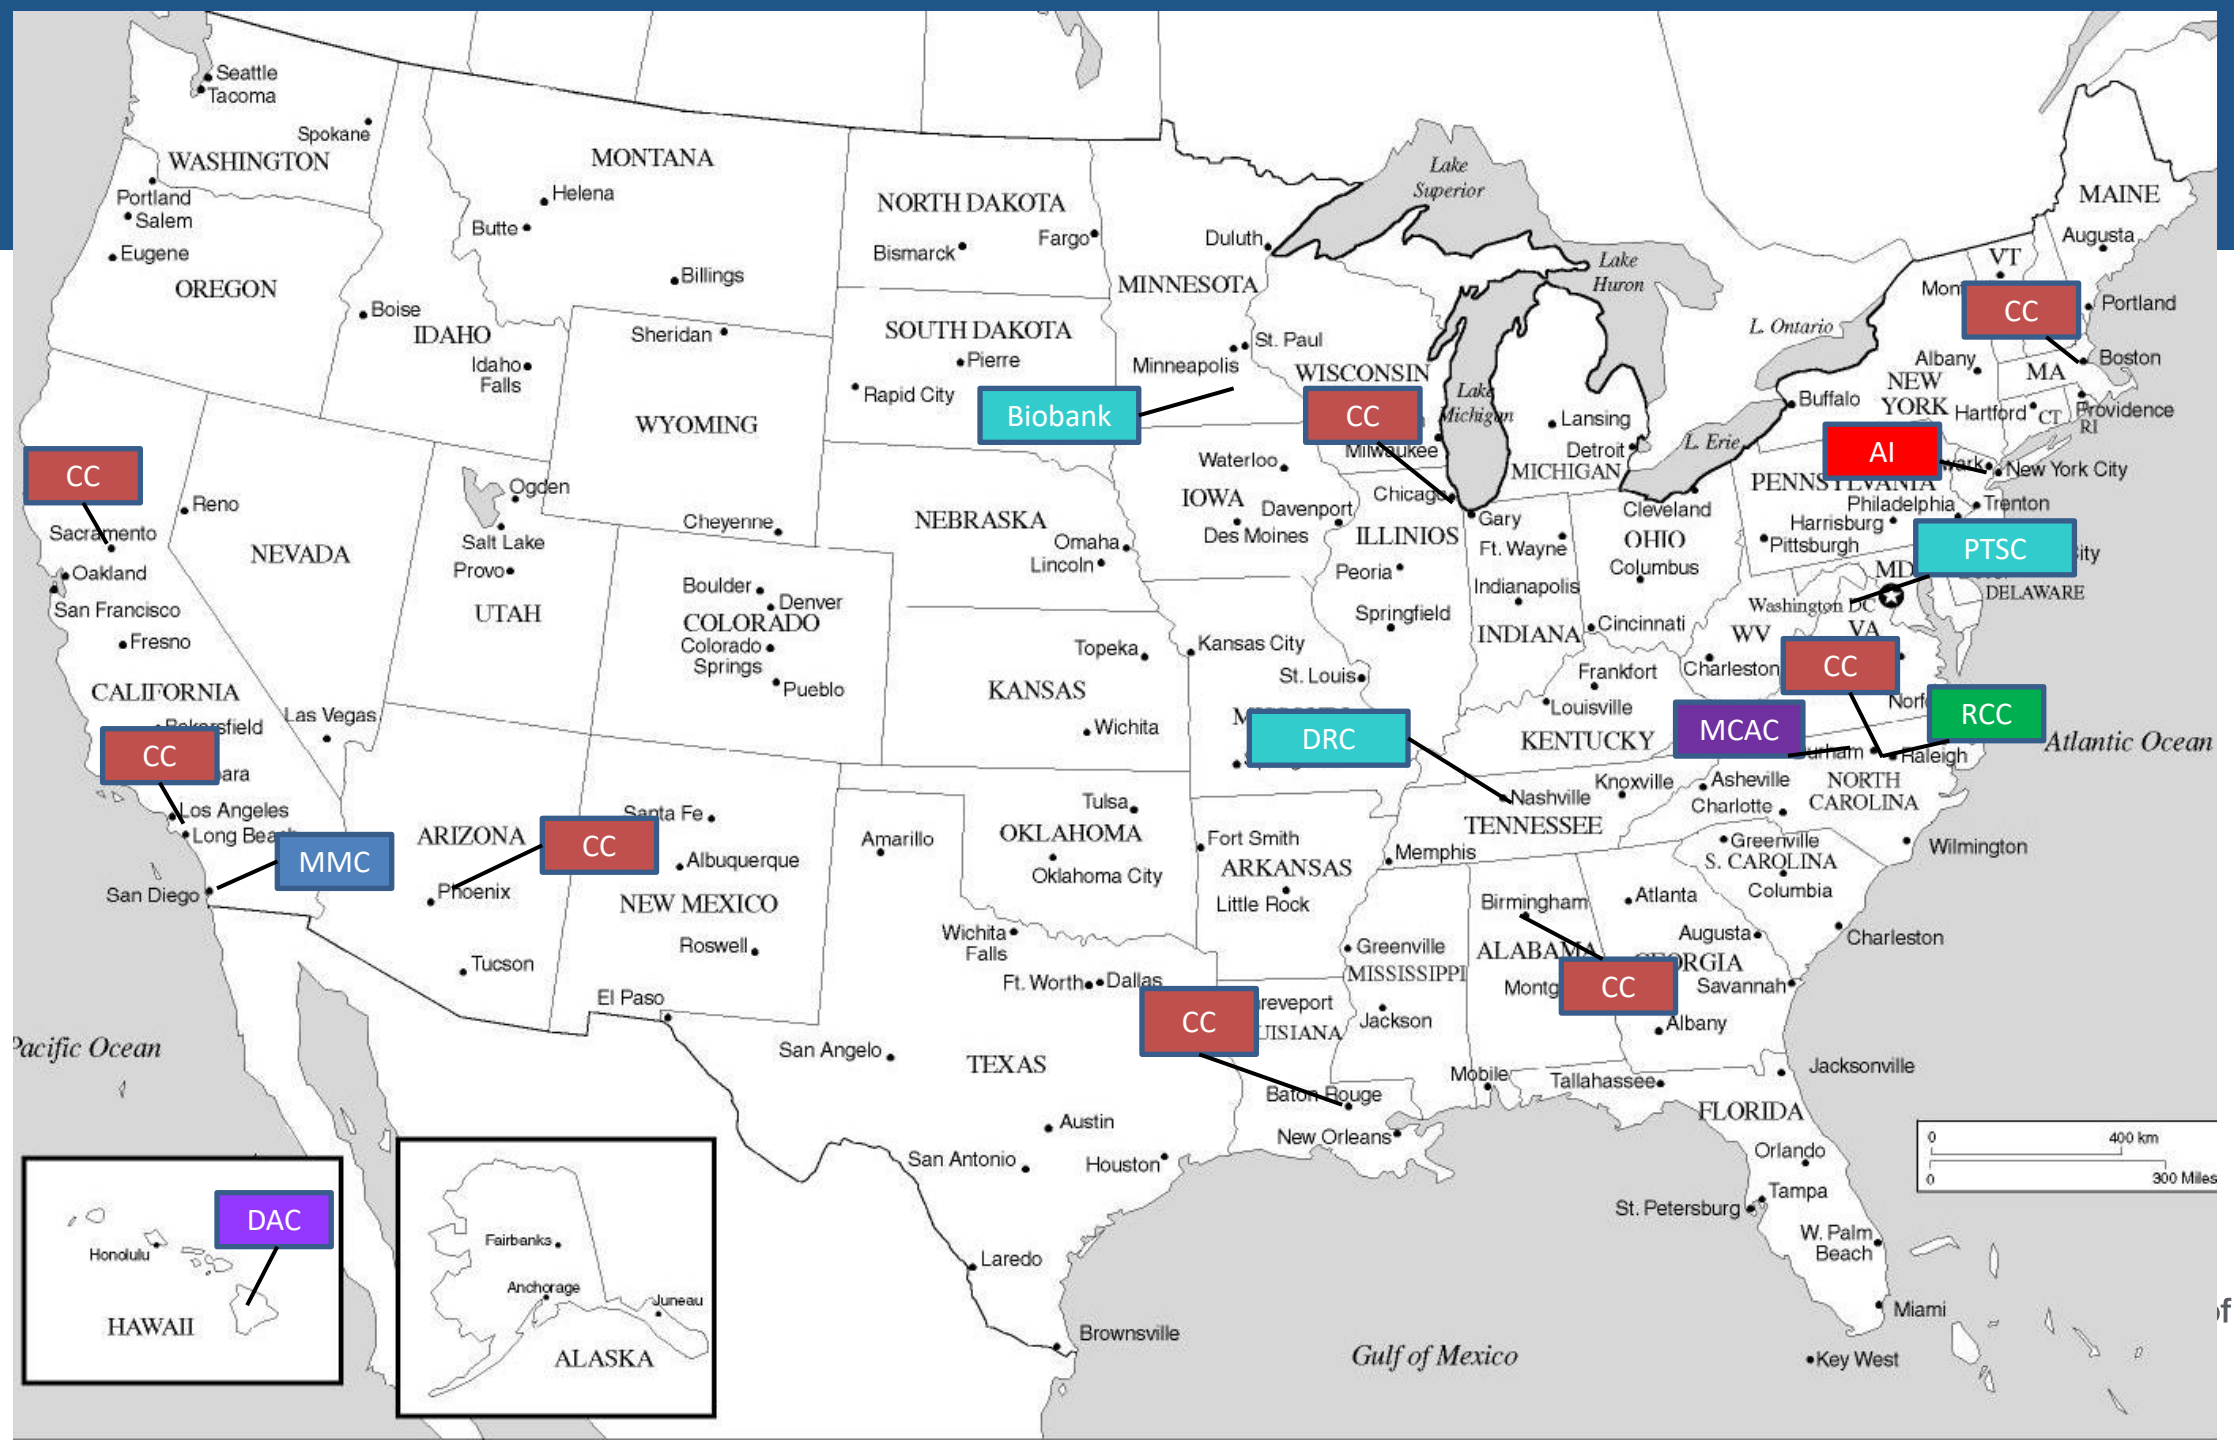 Seattle
Tacoma
Spokane
WASHINGTON
Portland
Salem
Eugene
OREGON
MONTANA
Helena
Butte
Billings
Boise
IDAHO
Idaho
Falls
Sheridan
WYOMING
Cheyenne
NORTH DAKOTA
Bismarck
Fargo
SOUTH DAKOTA
Pierre
Rapid City
Duluth
MINNESOTA
St. Paul
Minneapolis
Biobank
WISCONSIN
CC
Milwaukee
Lake
Superior
Lake
Huron
Lake
Michigan
L. Ontario
L. Erie
Lansing
Detroit
MICHIGAN
MAINE
Augusta
VT
CC
Portland
Boston
MA
Albany
NEW
YORK
Hartford
CT
Providence
RI
Buffalo
AI
New York City
PENNSYLVANIA
Philadelphia
Trenton
Harrisburg
Pittsburgh
PTSC
MD
DELAWARE
Washington DC
WV
VA
Charleston
CC
RCC
MCAC
Raleigh
Atlantic Ocean
CC
Sacramento
Reno
Oakland
San Francisco
Fresno
NEVADA
CALIFORNIA
Las Vegas
CC
Los Angeles
MMC
San Diego
Ogden
Salt Lake
Provo
UTAH
Boulder
Denver
COLORADO
Colorado
Springs
Pueblo
NEBRASKA
Omaha
Lincoln
Waterloo
IOWA
Davenport
Des Moines
Chicago
ILLINIOS
Peoria
Springfield
Gary
Ft. Wayne
Indianapolis
INDIANA
Cleveland
OHIO
Columbus
Cincinnati
Topeka
KANSAS
Wichita
Kansas City
St. Louis
DRC
Frankfort
Louisville
KENTUCKY
Knoxville
Nashville
TENNESSEE
Memphis
Asheville
Charlotte
NORTH
CAROLINA
Wilmington
Greenville
S. CAROLINA
Columbia
Charleston
ARIZONA
CC
Phoenix
Tucson
Santa Fe
Albuquerque
NEW MEXICO
Roswell
El Paso
Amarillo
Tulsa
OKLAHOMA
Oklahoma City
Fort Smith
ARKANSAS
Little Rock
Wichita
Falls
Ft. Worth
Dallas
San Angelo
TEXAS
Austin
San Antonio
Houston
Laredo
Brownsville
CC
Baton Rouge
New Orleans
Greenville
MISSISSIPPI
Jackson
Birmingham
ALABAMA
CC
Mobile
Atlanta
Augusta
GEORGIA
Savannah
Albany
Tallahassee
Jacksonville
FLORIDA
Orlando
Tampa
St. Petersburg
W. Palm
Beach
Miami
Key West
Pacific Ocean
Gulf of Mexico
DAC
Honolulu
HAWAII
Fairbanks
Anchorage
Juneau
ALASKA
0 400 km
0 300 Miles